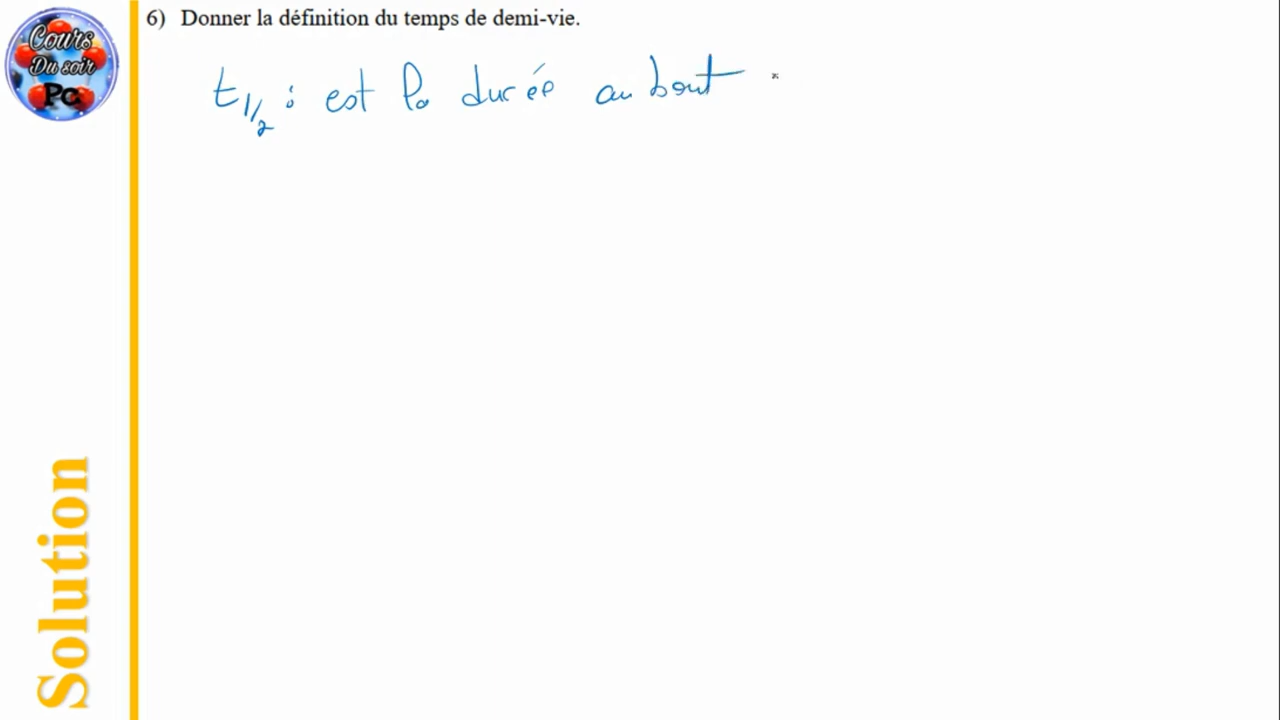 Cours
Du soir
PC
6) Donner la définition du temps de demi-vie.
t1/2 : est la durée au bout
Solution